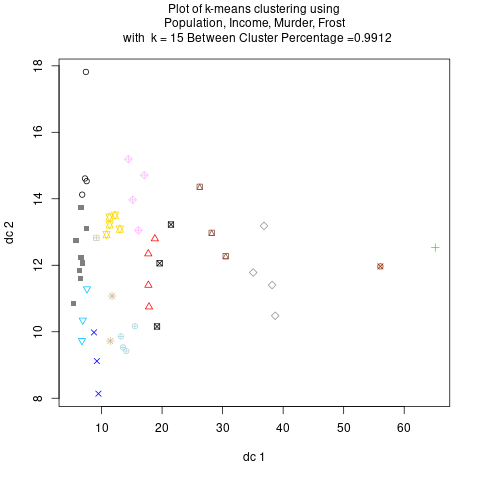 Plot of k-means clustering using
Population, Income, Murder, Frost
with k = 15 Between Cluster Percentage =0.9912
18
16
14
12
10
8
dc 2
10 20 30 40 50 60
dc 1